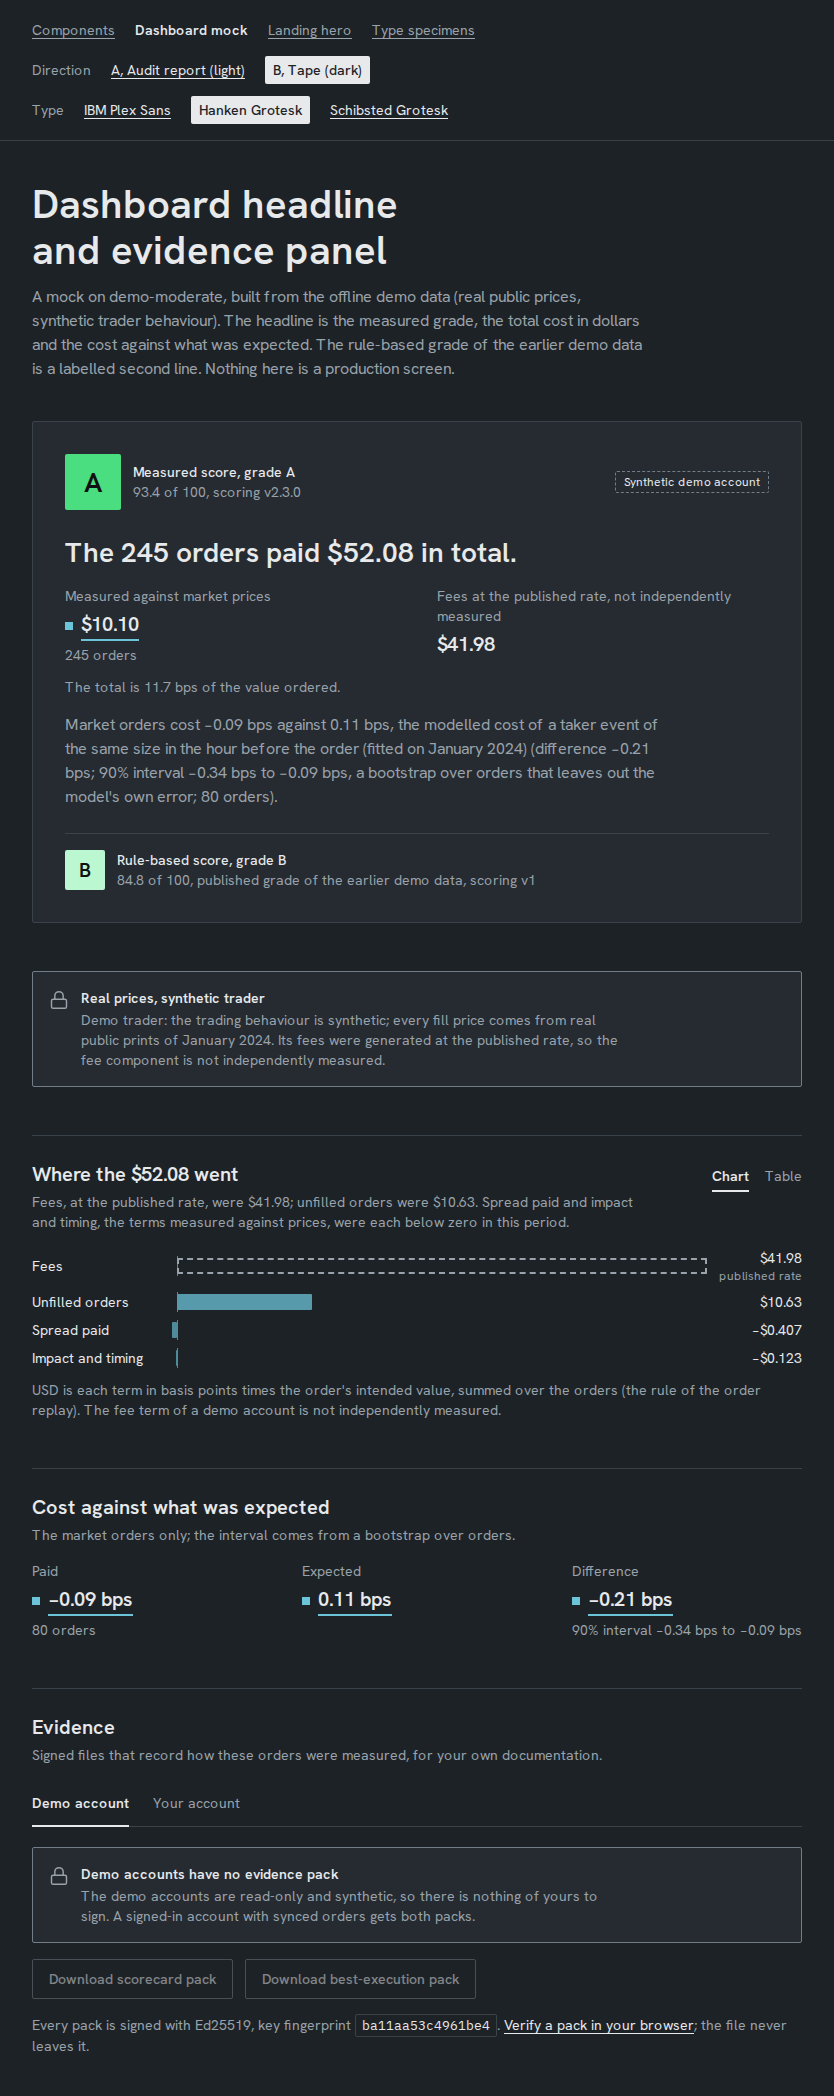 Components Dashboard mock Landing hero Type specimens
Direction A, Audit report (light) B, Tape (dark)
Type IBM Plex Sans Hanken Grotesk Schibsted Grotesk
Dashboard headline
and evidence panel
A mock on demo-moderate, built from the offline demo data (real public prices,
synthetic trader behaviour). The headline is the measured grade, the total cost in dollars
and the cost against what was expected. The rule-based grade of the earlier demo data
is a labelled second line. Nothing here is a production screen.
A
Measured score, grade A
93.4 of 100, scoring v2.3.0
Synthetic demo account
The 245 orders paid $52.08 in total.
Measured against market prices
$10.10
245 orders
Fees at the published rate, not independently
measured
$41.98
The total is 11.7 bps of the value ordered.
Market orders cost −0.09 bps against 0.11 bps, the modelled cost of a taker event of
the same size in the hour before the order (fitted on January 2024) (difference −0.21
bps; 90% interval −0.34 bps to −0.09 bps, a bootstrap over orders that leaves out the
model's own error; 80 orders).
B
Rule-based score, grade B
84.8 of 100, published grade of the earlier demo data, scoring v1
Real prices, synthetic trader
Demo trader: the trading behaviour is synthetic; every fill price comes from real
public prints of January 2024. Its fees were generated at the published rate, so the
fee component is not independently measured.
Where the $52.08 went
Chart Table
Fees, at the published rate, were $41.98; unfilled orders were $10.63. Spread paid and impact
and timing, the terms measured against prices, were each below zero in this period.
Fees $41.98
published rate
Unfilled orders $10.63
Spread paid −$0.407
Impact and timing −$0.123
USD is each term in basis points times the order's intended value, summed over the orders (the rule of the order
replay). The fee term of a demo account is not independently measured.
Cost against what was expected
The market orders only; the interval comes from a bootstrap over orders.
Paid Expected Difference
−0.09 bps 0.11 bps −0.21 bps
80 orders 90% interval −0.34 bps to −0.09 bps
Evidence
Signed files that record how these orders were measured, for your own documentation.
Demo account Your account
Demo accounts have no evidence pack
The demo accounts are read-only and synthetic, so there is nothing of yours to
sign. A signed-in account with synced orders gets both packs.
Download scorecard pack Download best-execution pack
Every pack is signed with Ed25519, key fingerprint ba11aa53c4961be4. Verify a pack in your browser; the file never
leaves it.